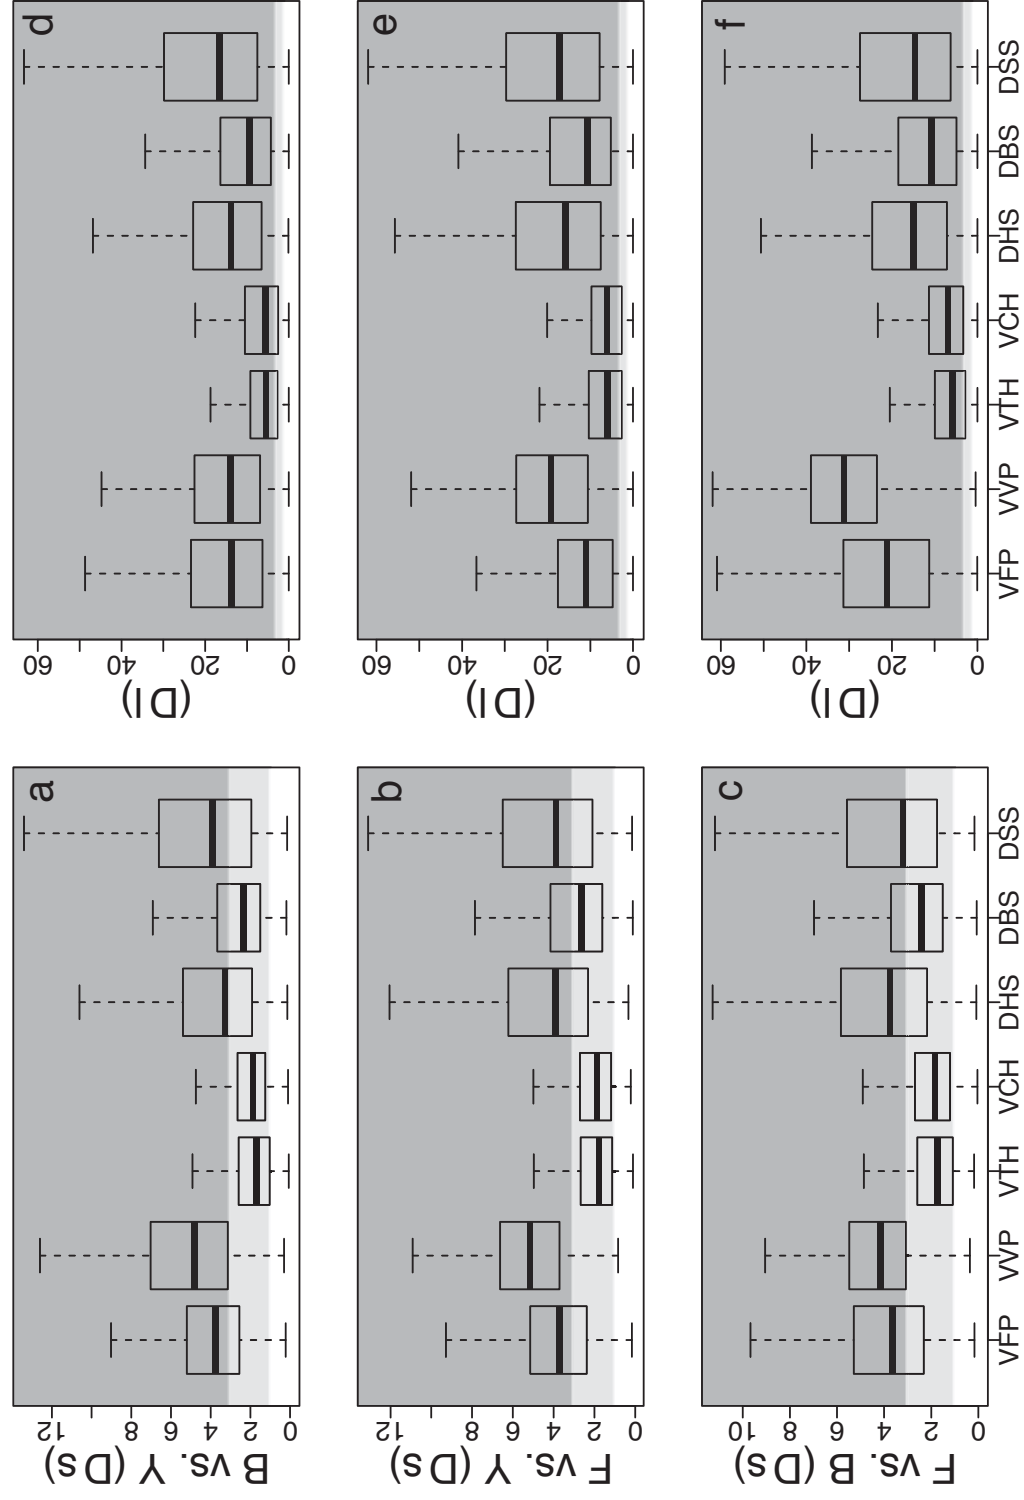 B vs. Y (Ds)
12
8
6
4
2
0
a
(DI)
60
40
20
0
d
F vs. Y (Ds)
12
8
6
4
2
0
b
(DI)
60
40
20
0
e
F vs. B (Ds)
10
8
6
4
2
0
c
VFP VVP VTH VCH DHS DBS DSS
(DI)
60
40
20
0
f
VFP VVP VTH VCH DHS DBS DSS